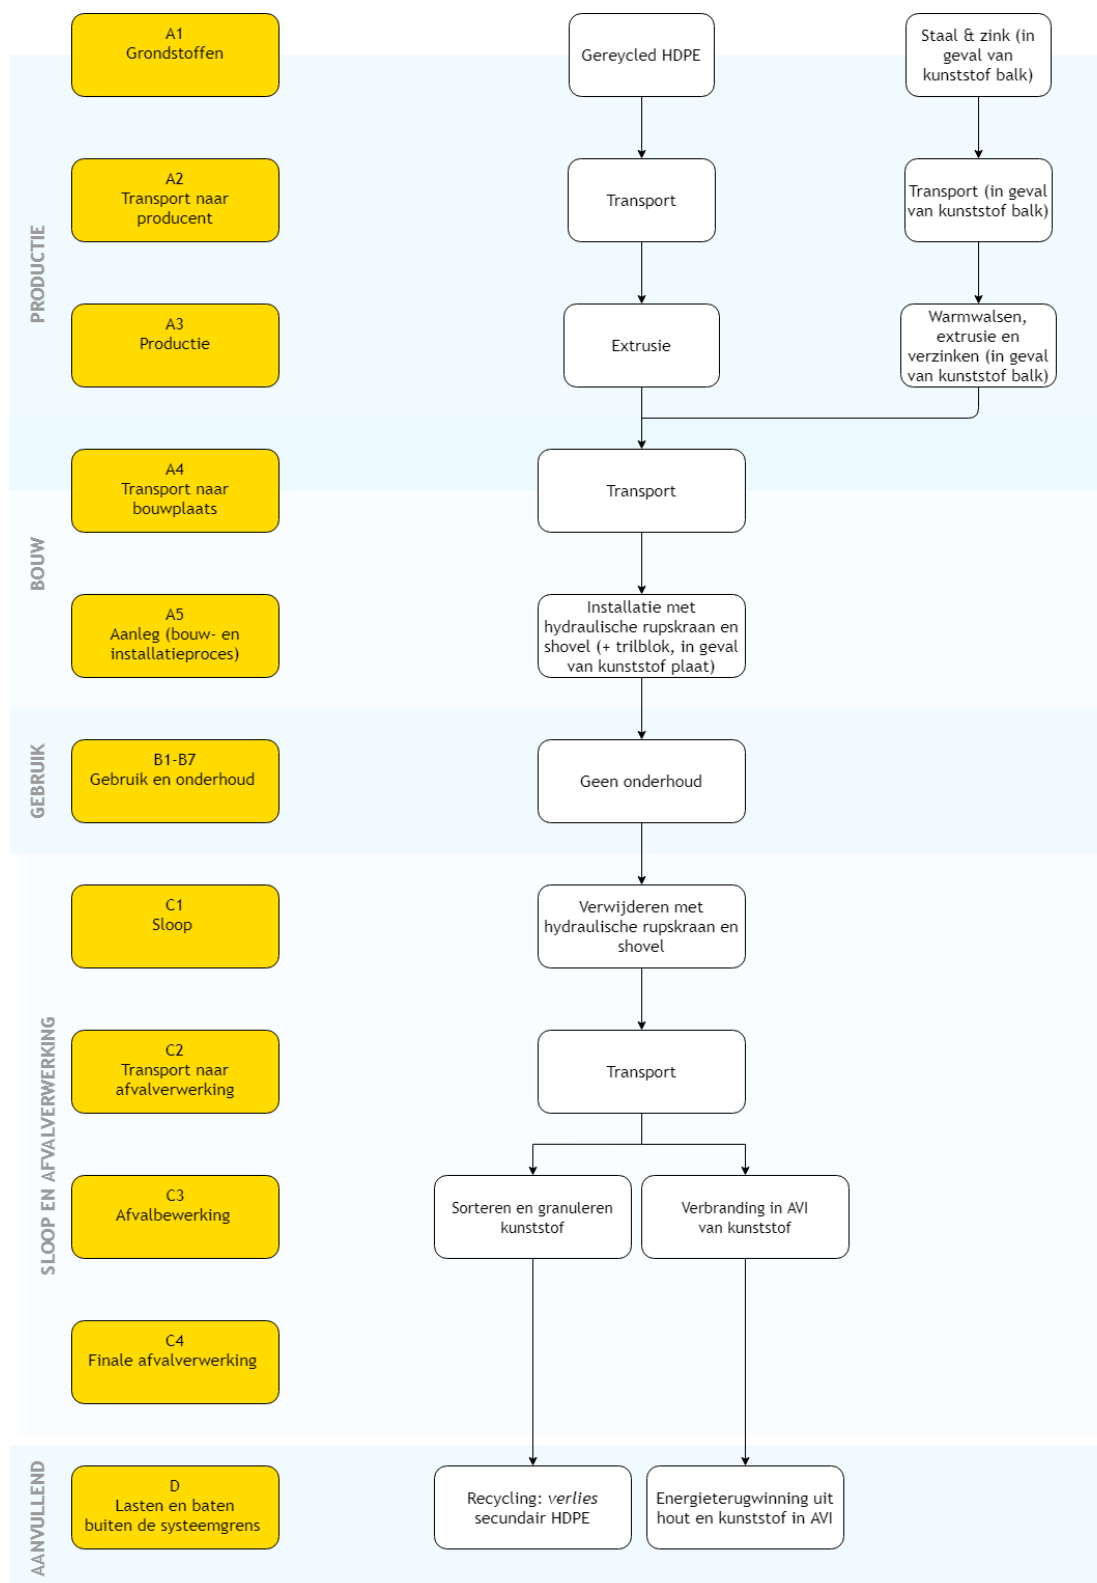 A1
Grondstoffen
Gereycled HDPE
Staal & zink (in
geval van
kunststof balk)
PRODUCTIE
A2
Transport naar
producent
Transport
Transport (in geval
van kunststof balk)
A3
Productie
Extrusie
Warmwalsen,
extrusie en
verzinken (in geval
van kunststof balk)
BOUW
A4
Transport naar
bouwplaats
Transport
A5
Aanleg (bouw- en
installatieproces)
Installatie met
hydraulische rupskraan en
shovel (+ trilblok, in geval
van kunststof plaat)
GEBRUIK
B1-B7
Gebruik en onderhoud
Geen onderhoud
SLOOP EN AFVALVERWERKING
C1
Sloop
Verwijderen met
hydraulische rupskraan en
shovel
C2
Transport naar
afvalverwerking
Transport
C3
Afvalbewerking
Sorteren en granuleren
kunststof
Verbranding in AVI
van kunststof
C4
Finale afvalverwerking
AANVULLEND
D
Lasten en baten
buiten de systeemgrens
Recycling: verlies
secundair HDPE
Energieterugwinning uit
hout en kunststof in AVI